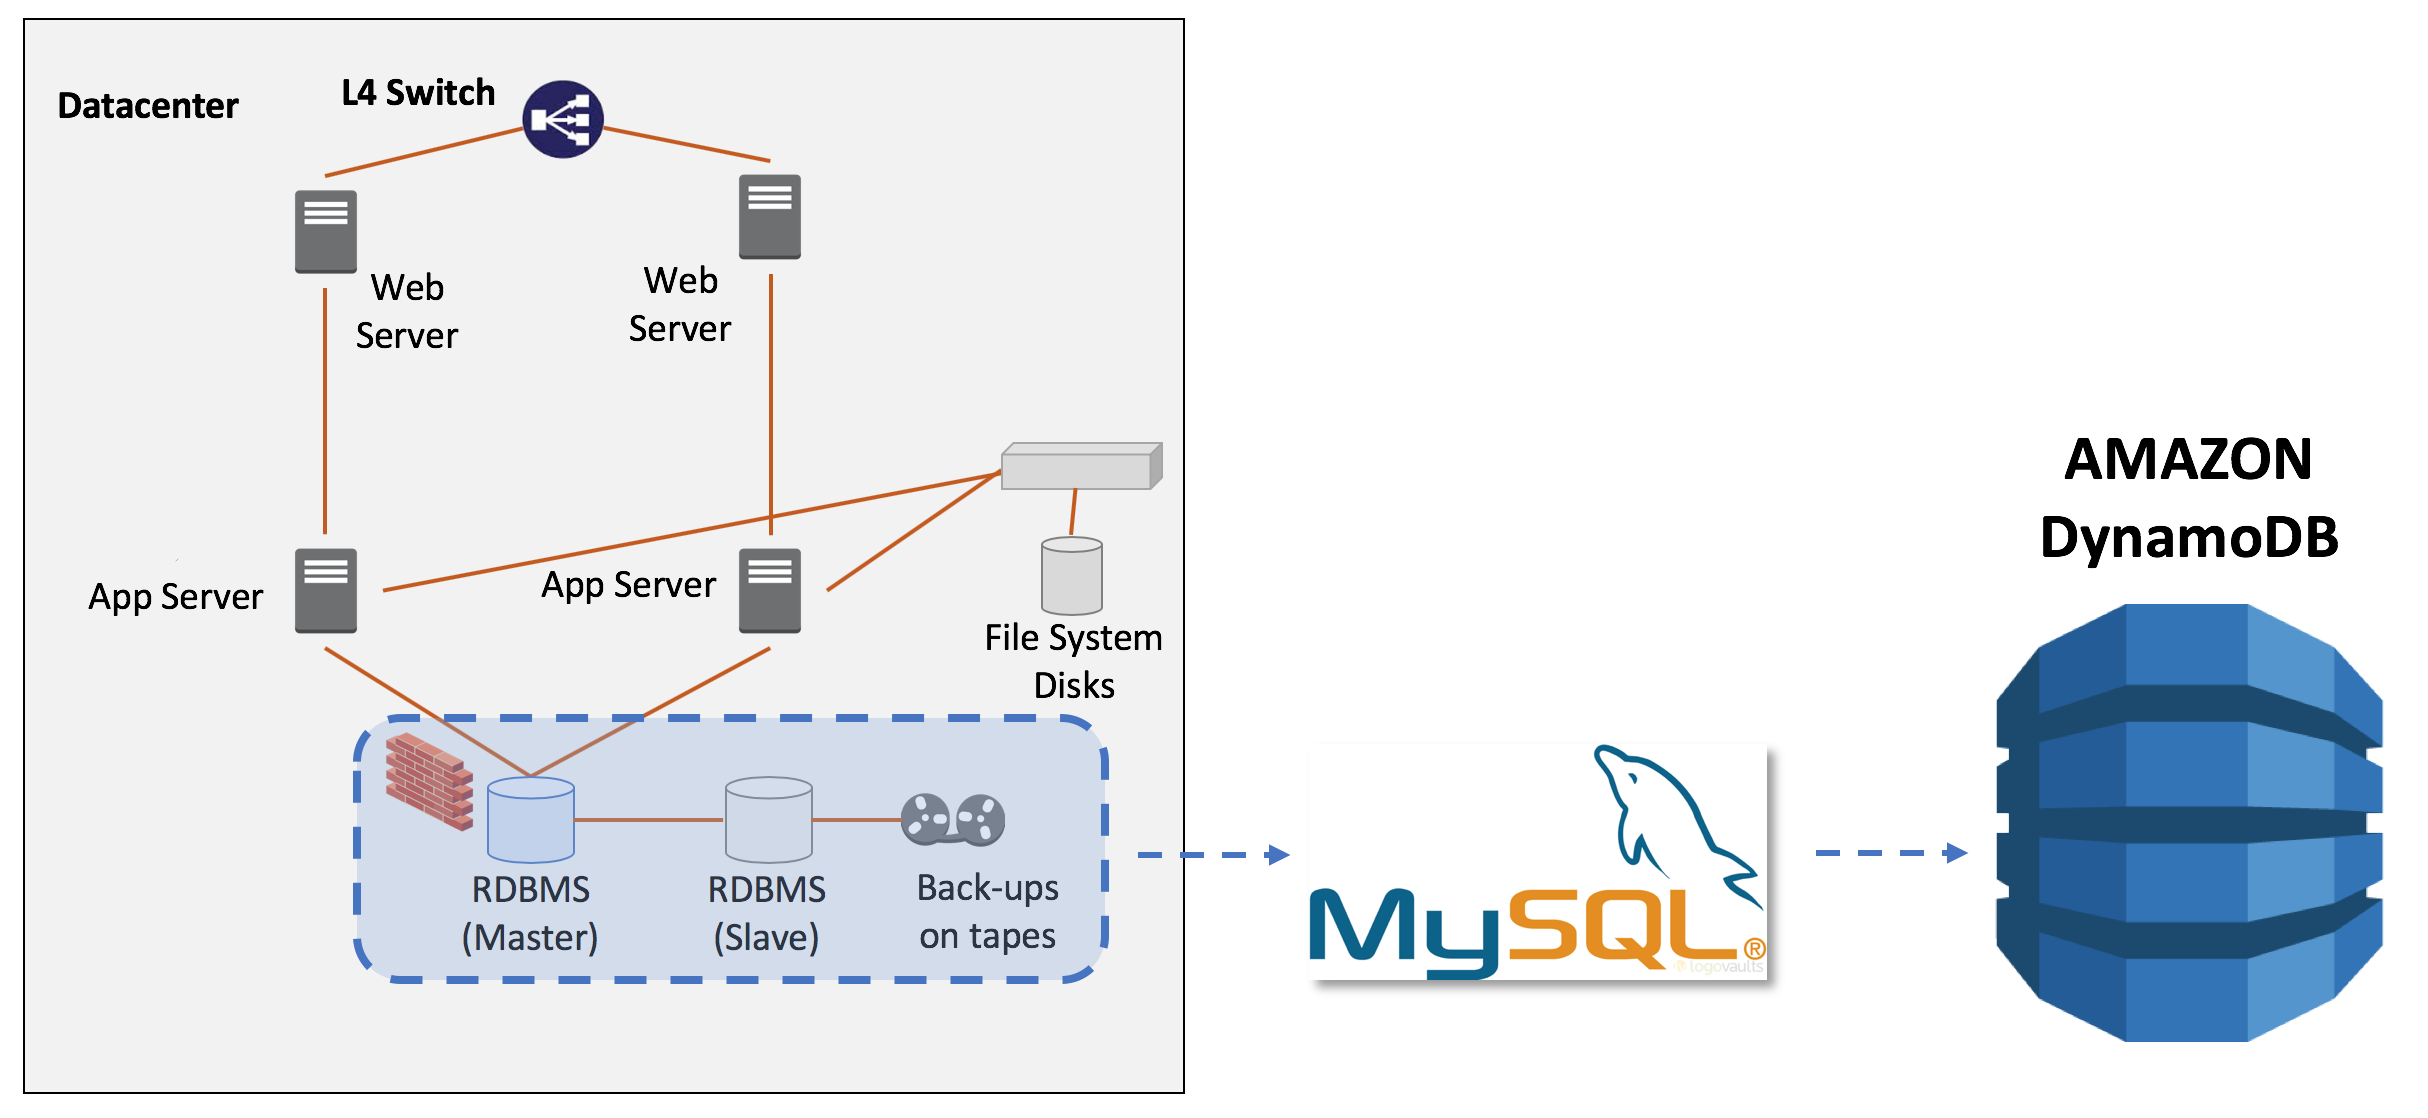 Datacenter
L4 Switch
Web
Server
Web
Server
App Server
App Server
File System
Disks
RDBMS
(Master)
RDBMS
(Slave)
Back-ups
on tapes
MySQL®
logovaults
AMAZON
DynamoDB